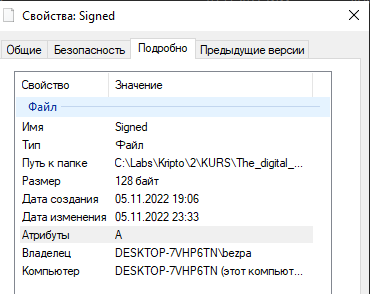 Свойства: Signed
Общие Безопасность Подробно Предыдущие версии
Свойство Значение
Файл
Имя Signed
Тип Файл
Путь к папке C:\Labs\Kripto\2\KURS\The_digital_...
Размер 128 байт
Дата создания 05.11.2022 19:06
Дата изменения 05.11.2022 23:33
Атрибуты A
Владелец DESKTOP-7VHP6TN\bezpa
Компьютер DESKTOP-7VHP6TN (этот компьют...